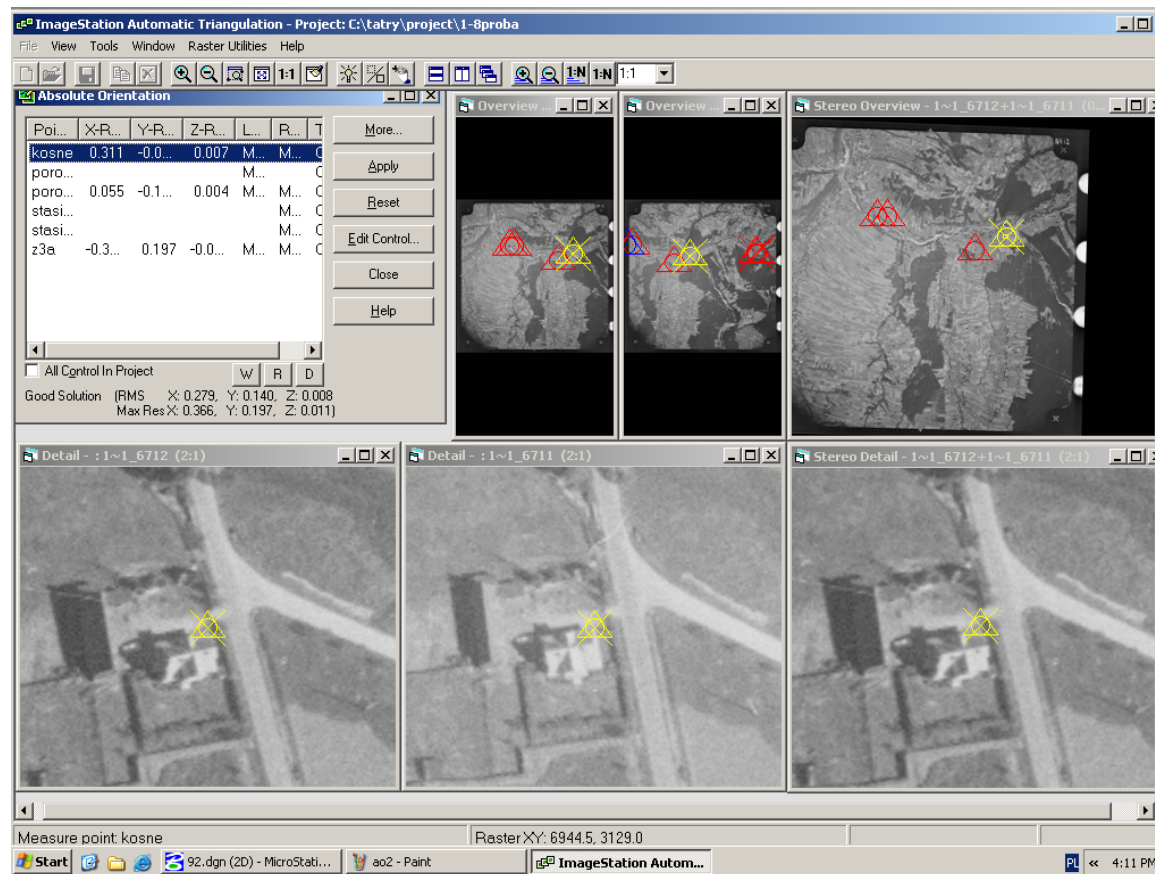 ImageStation Automatic Triangulation - Project: C:\tatry\project\1-8proba
File View Tools Window Raster Utilities Help
1:1 1:N 1:N 1:1
Absolute Orientation
Poi... X-R... Y-R... Z-R... L... R... T
kosne 0.311 -0.0... 0.007 M... M... C
poro... M... C
poro... 0.055 -0.1... 0.004 M... M... C
stasi... M... C
stasi... M... C
z3a -0.3... 0.197 -0.0... M... M... C
More...
Apply
Reset
Edit Control...
Close
Help
All Control In Project W R D
Good Solution (RMS X: 0.279, Y: 0.140, Z: 0.008
Max Res X: 0.366, Y: 0.197, Z: 0.011)
Overview ...
Overview ...
Stereo Overview - 1~1_6712+1~1_6711 (0...
Detail - : 1~1_6712 (2:1)
Detail - : 1~1_6711 (2:1)
Stereo Detail - 1~1_6712+1~1_6711 (2:1)
Measure point: kosne Raster XY: 6944.5, 3129.0
Start 92.dgn (2D) - MicroStati... ao2 - Paint ImageStation Autom... PL « 4:11 PM